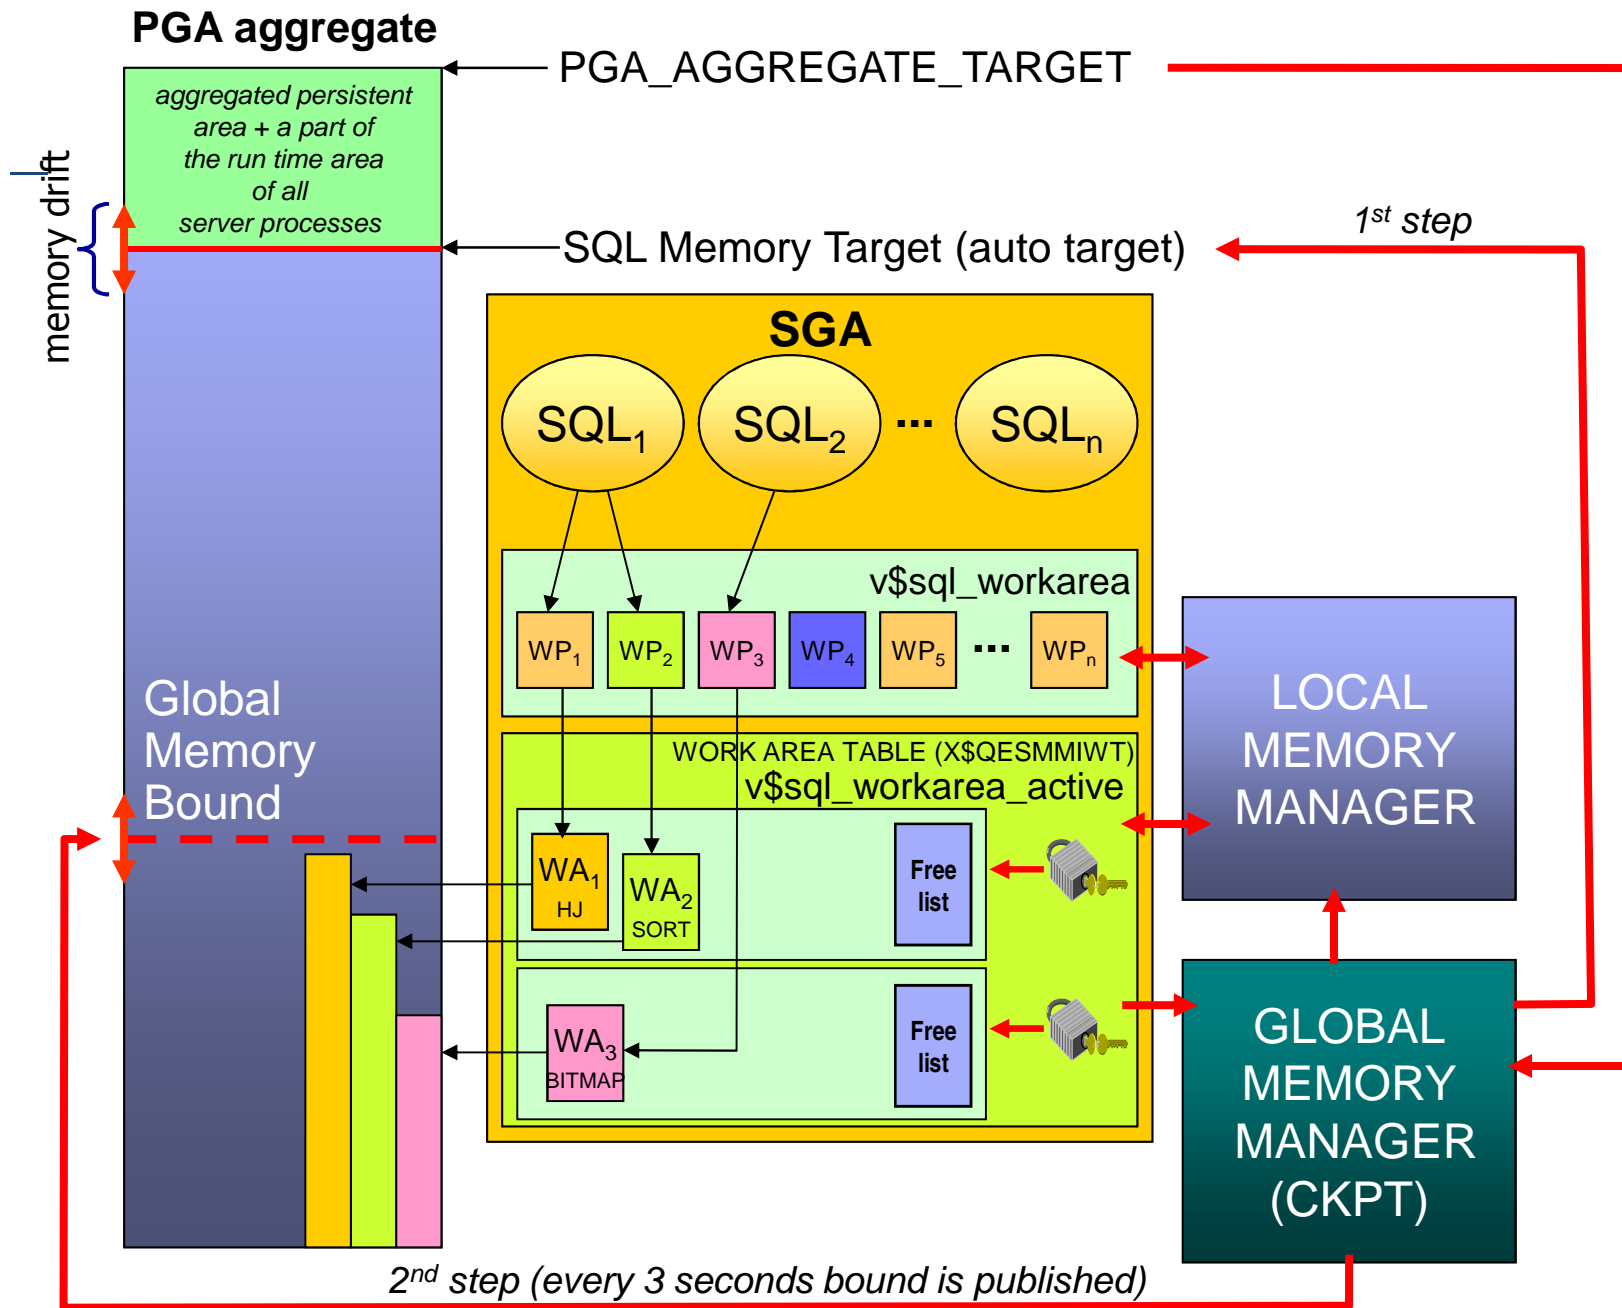 PGA aggregate
PGA_AGGREGATE_TARGET
aggregated persistent
area + a part of
the run time area
of all
server processes
memory drift
1st step
SQL Memory Target (auto target)
SGA
SQL1
SQL2
...
SQLn
v$sql_workarea
WP1
WP2
WP3
WP4
WP5
...
WPn
LOCAL
MEMORY
MANAGER
Global
Memory
Bound
WORK AREA TABLE (X$QESMMIWT)
v$sql_workarea_active
WA1
HJ
WA2
SORT
Free
list
WA3
BITMAP
Free
list
GLOBAL
MEMORY
MANAGER
(CKPT)
2nd step (every 3 seconds bound is published)